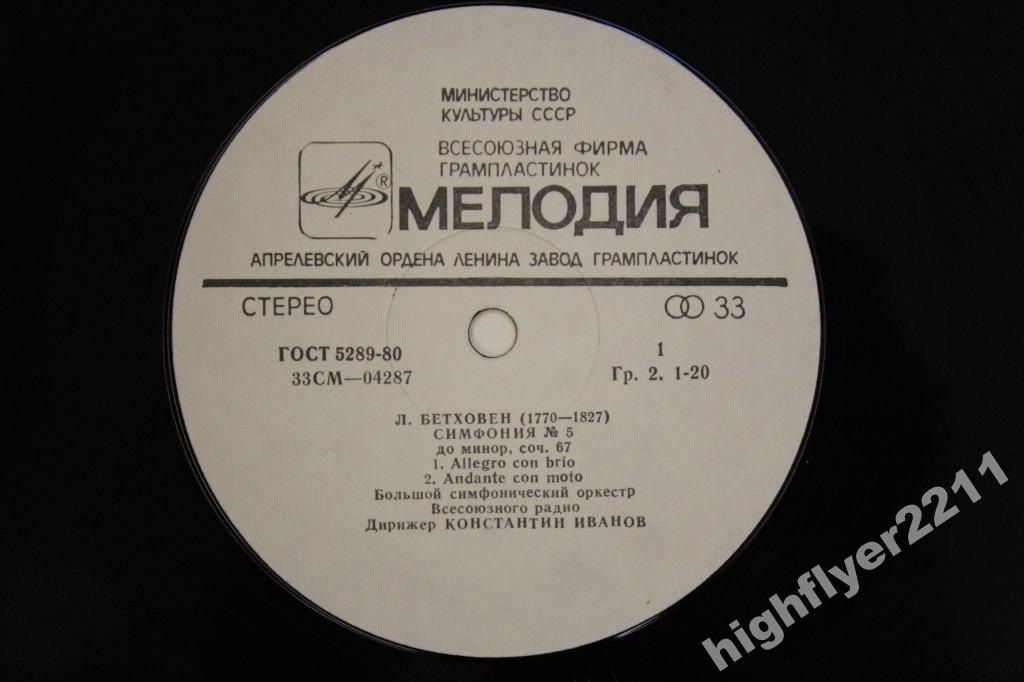 МИНИСТЕРСТВО
КУЛЬТУРЫ СССР
ВСЕСОЮЗНАЯ ФИРМА
ГРАМПЛАСТИНОК
®
МЕЛОДИЯ
АПРЕЛЕВСКИЙ ОРДЕНА ЛЕНИНА ЗАВОД ГРАМПЛАСТИНОК
СТЕРЕО
33
ГОСТ 5289-80
1
33СМ—04287
Гр. 2. 1-20
Л. БЕТХОВЕН (1770—1827)
СИМФОНИЯ № 5
до минор, соч. 67
1. Allegro con brio
2. Andante con moto
Большой симфонический оркестр
Всесоюзного радио
Дирижер КОНСТАНТИН ИВАНОВ
highflyer2211